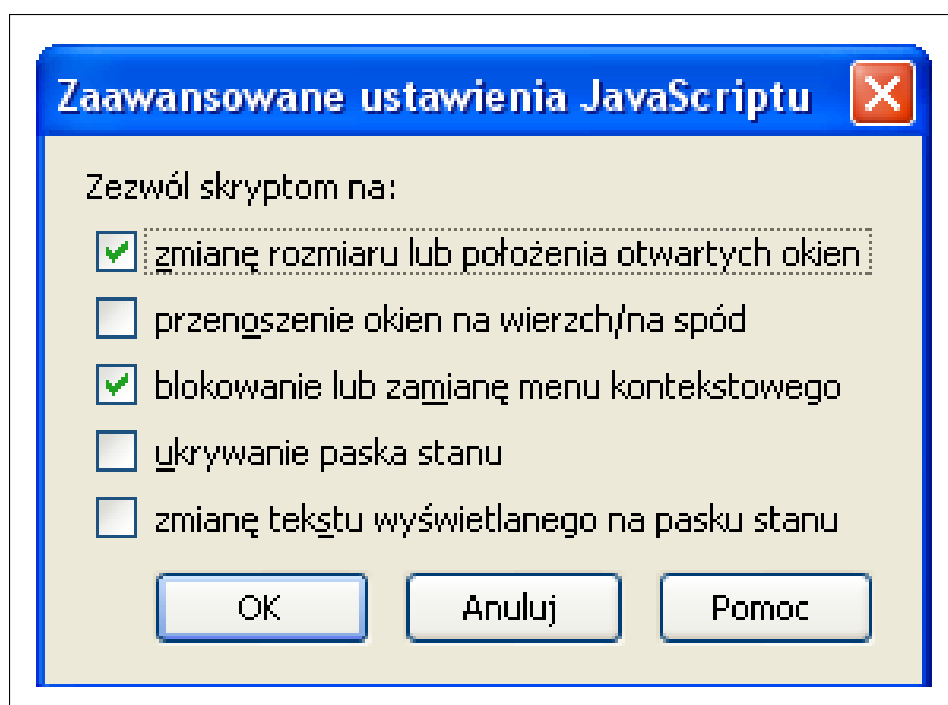 Zaawansowane ustawienia JavaScriptu
Zezwól skryptom na:
zmianę rozmiaru lub położenia otwartych okien
przenoszenie okien na wierzch/na spód
blokowanie lub zamianę menu kontekstowego
ukrywanie paska stanu
zmianę tekstu wyświetlanego na pasku stanu
OK Anuluj Pomoc